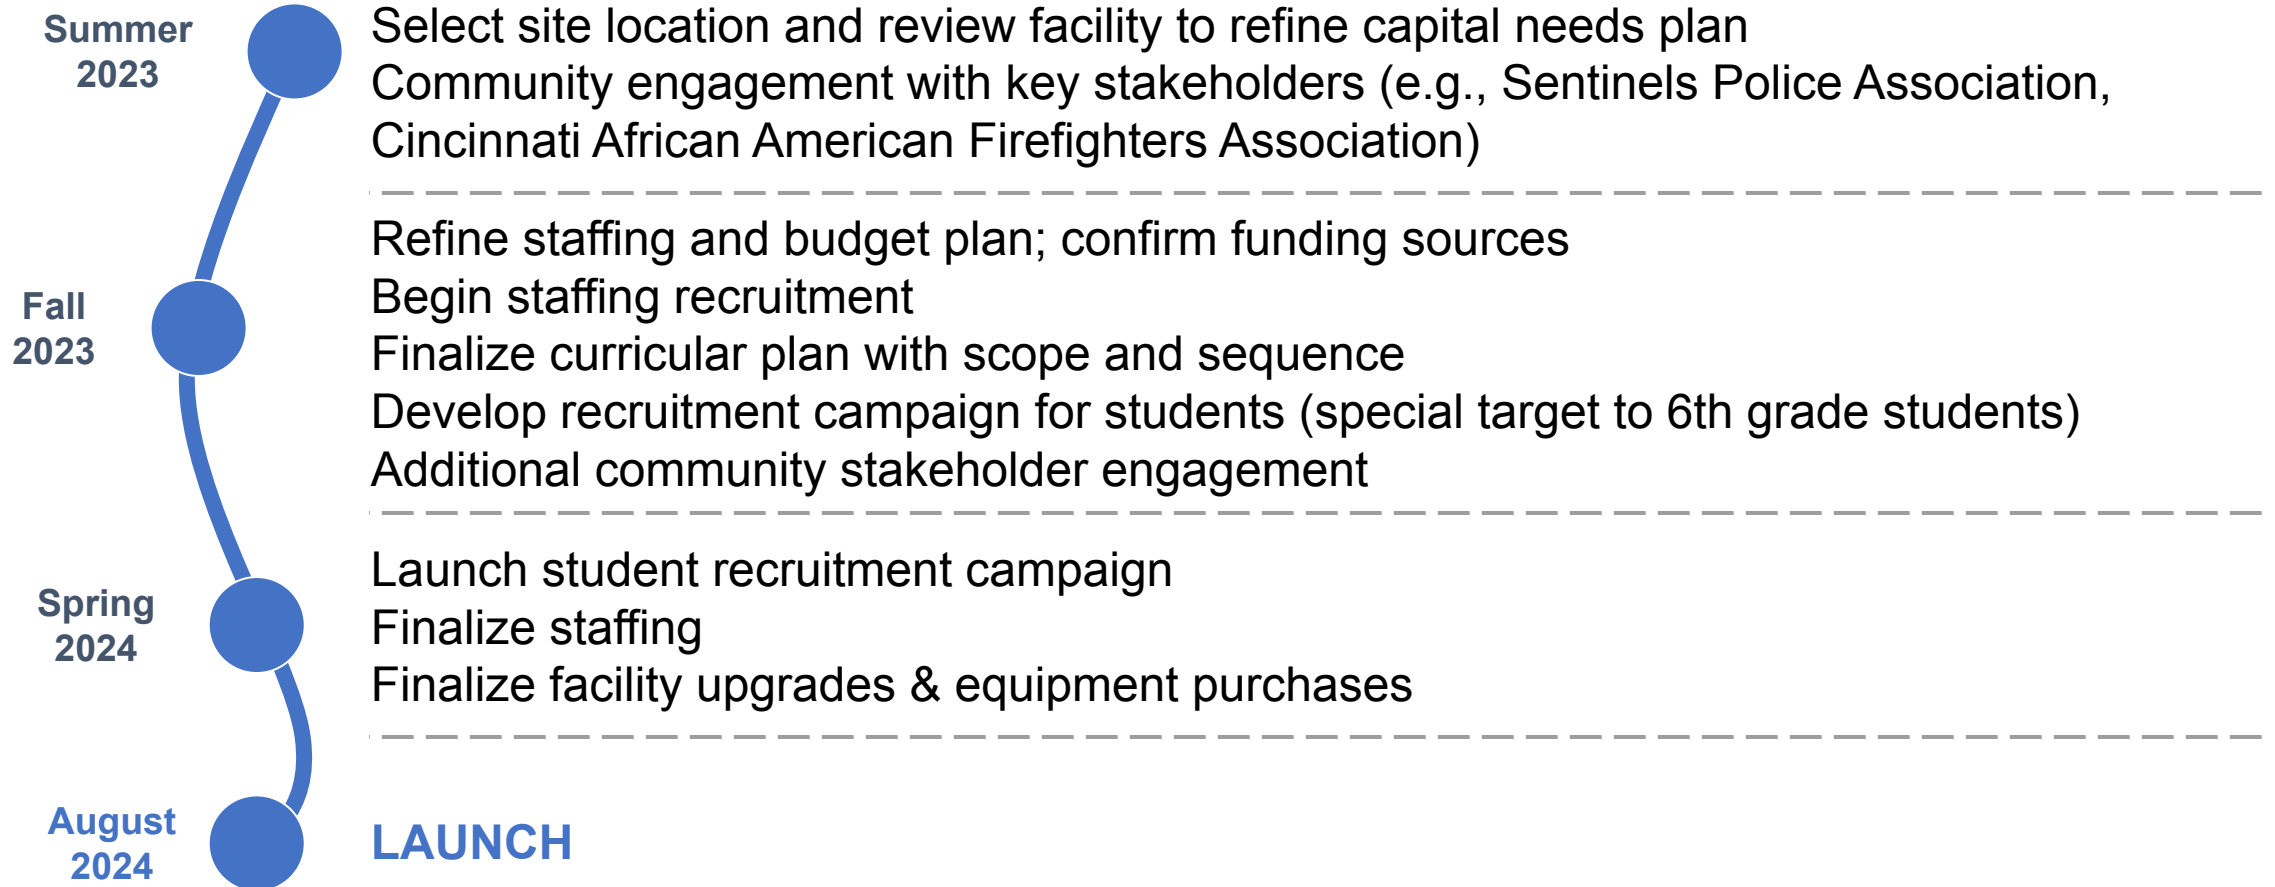 Summer
2023
Select site location and review facility to refine capital needs plan
Community engagement with key stakeholders (e.g., Sentinels Police Association,
Cincinnati African American Firefighters Association)
Fall
2023
Refine staffing and budget plan; confirm funding sources
Begin staffing recruitment
Finalize curricular plan with scope and sequence
Develop recruitment campaign for students (special target to 6th grade students)
Additional community stakeholder engagement
Spring
2024
Launch student recruitment campaign
Finalize staffing
Finalize facility upgrades & equipment purchases
August
2024
LAUNCH